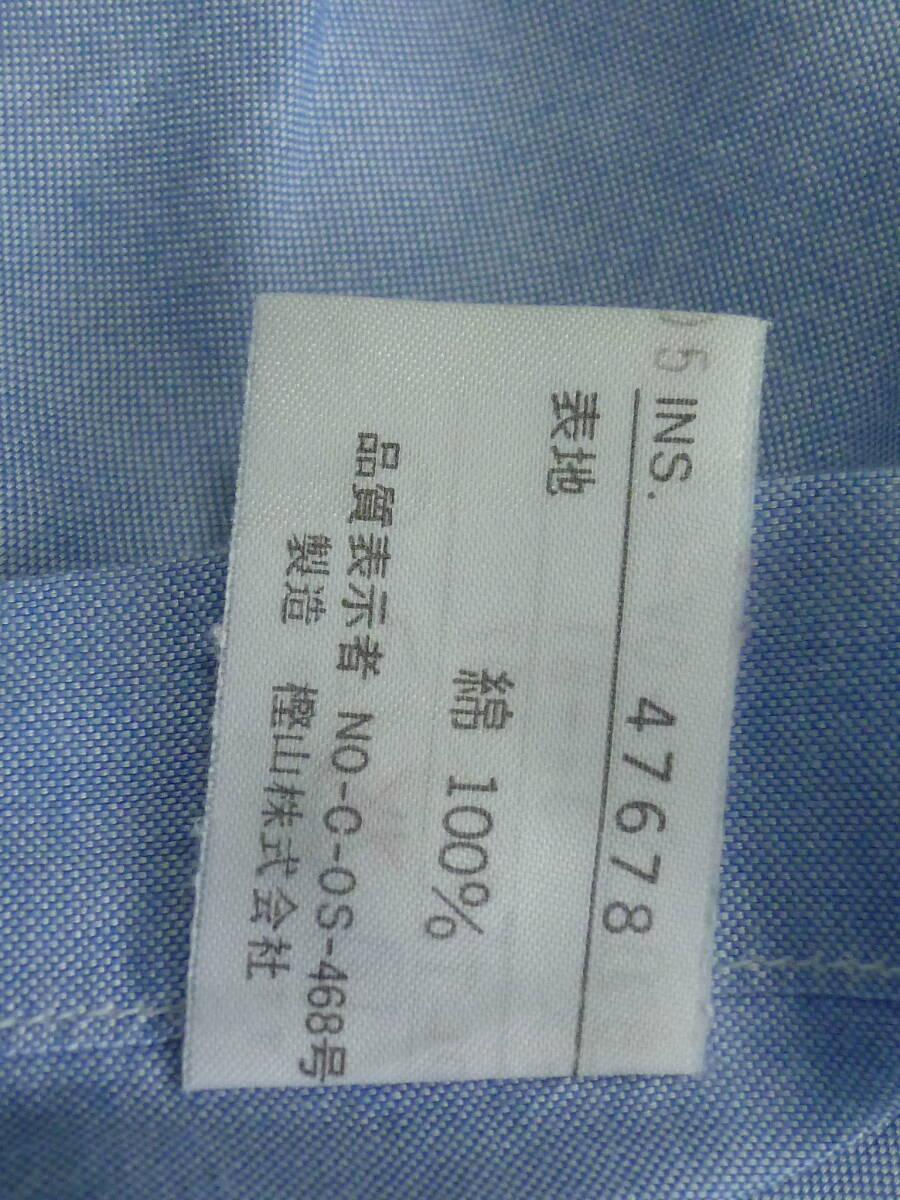 5 INS. 47678
表地
綿 100%
品質表示者 NO-C-OS-468号
製造 樫山株式会社